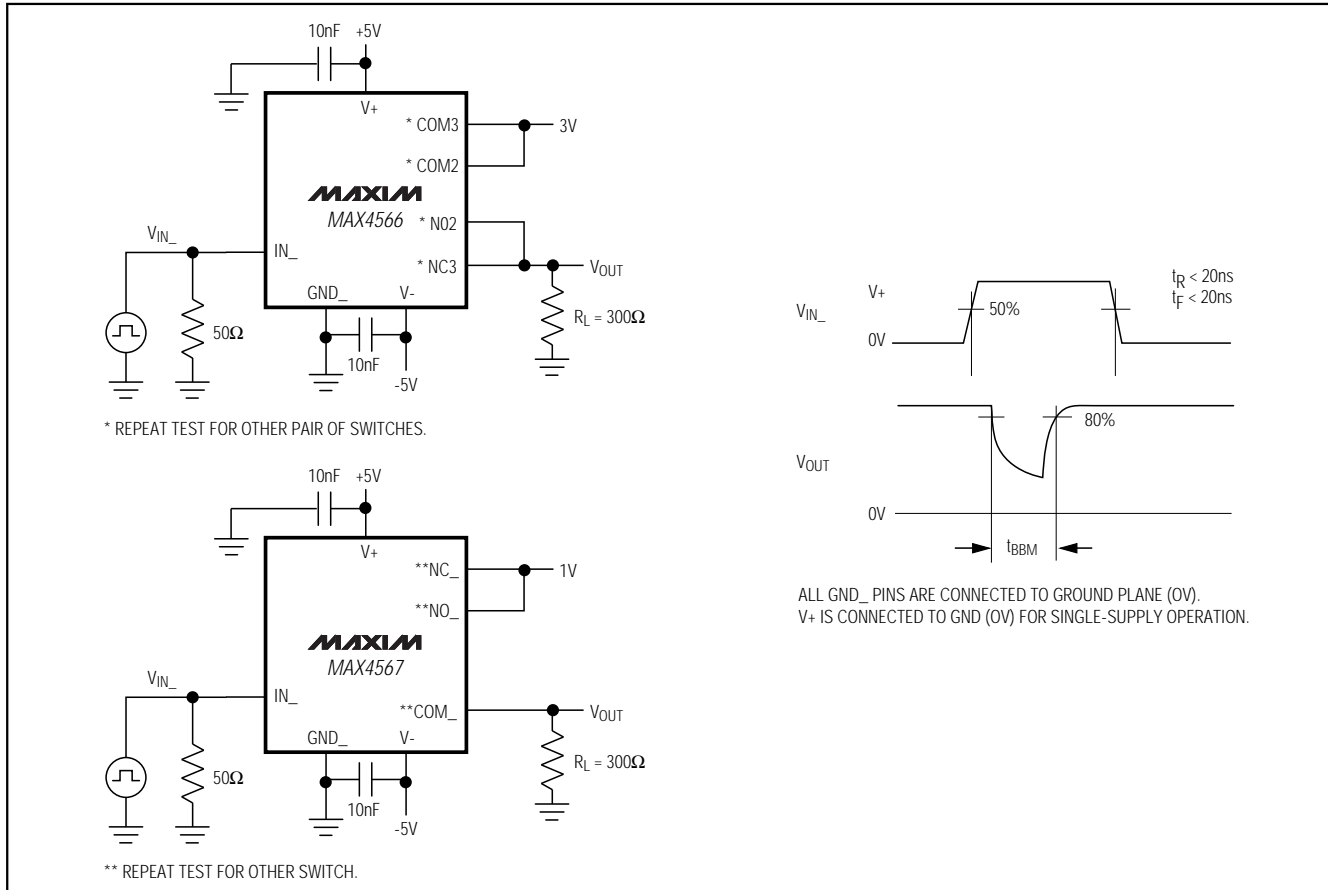 10nF +5V
V+
* COM3
3V
* COM2
MAXIM
MAX4566
* N02
VIN_
IN_
* NC3
VOUT
GND_ V-
50Ω
RL = 300Ω
10nF
-5V
* REPEAT TEST FOR OTHER PAIR OF SWITCHES.
10nF +5V
V+
**NC_
1V
**NO_
MAXIM
MAX4567
VIN_
IN_
**COM_
VOUT
GND_ V-
50Ω
RL = 300Ω
10nF
-5V
** REPEAT TEST FOR OTHER SWITCH.
V+
tR < 20ns
tF < 20ns
VIN_
50%
0V
80%
VOUT
0V
tBBM
ALL GND_ PINS ARE CONNECTED TO GROUND PLANE (OV).
V+ IS CONNECTED TO GND (OV) FOR SINGLE-SUPPLY OPERATION.